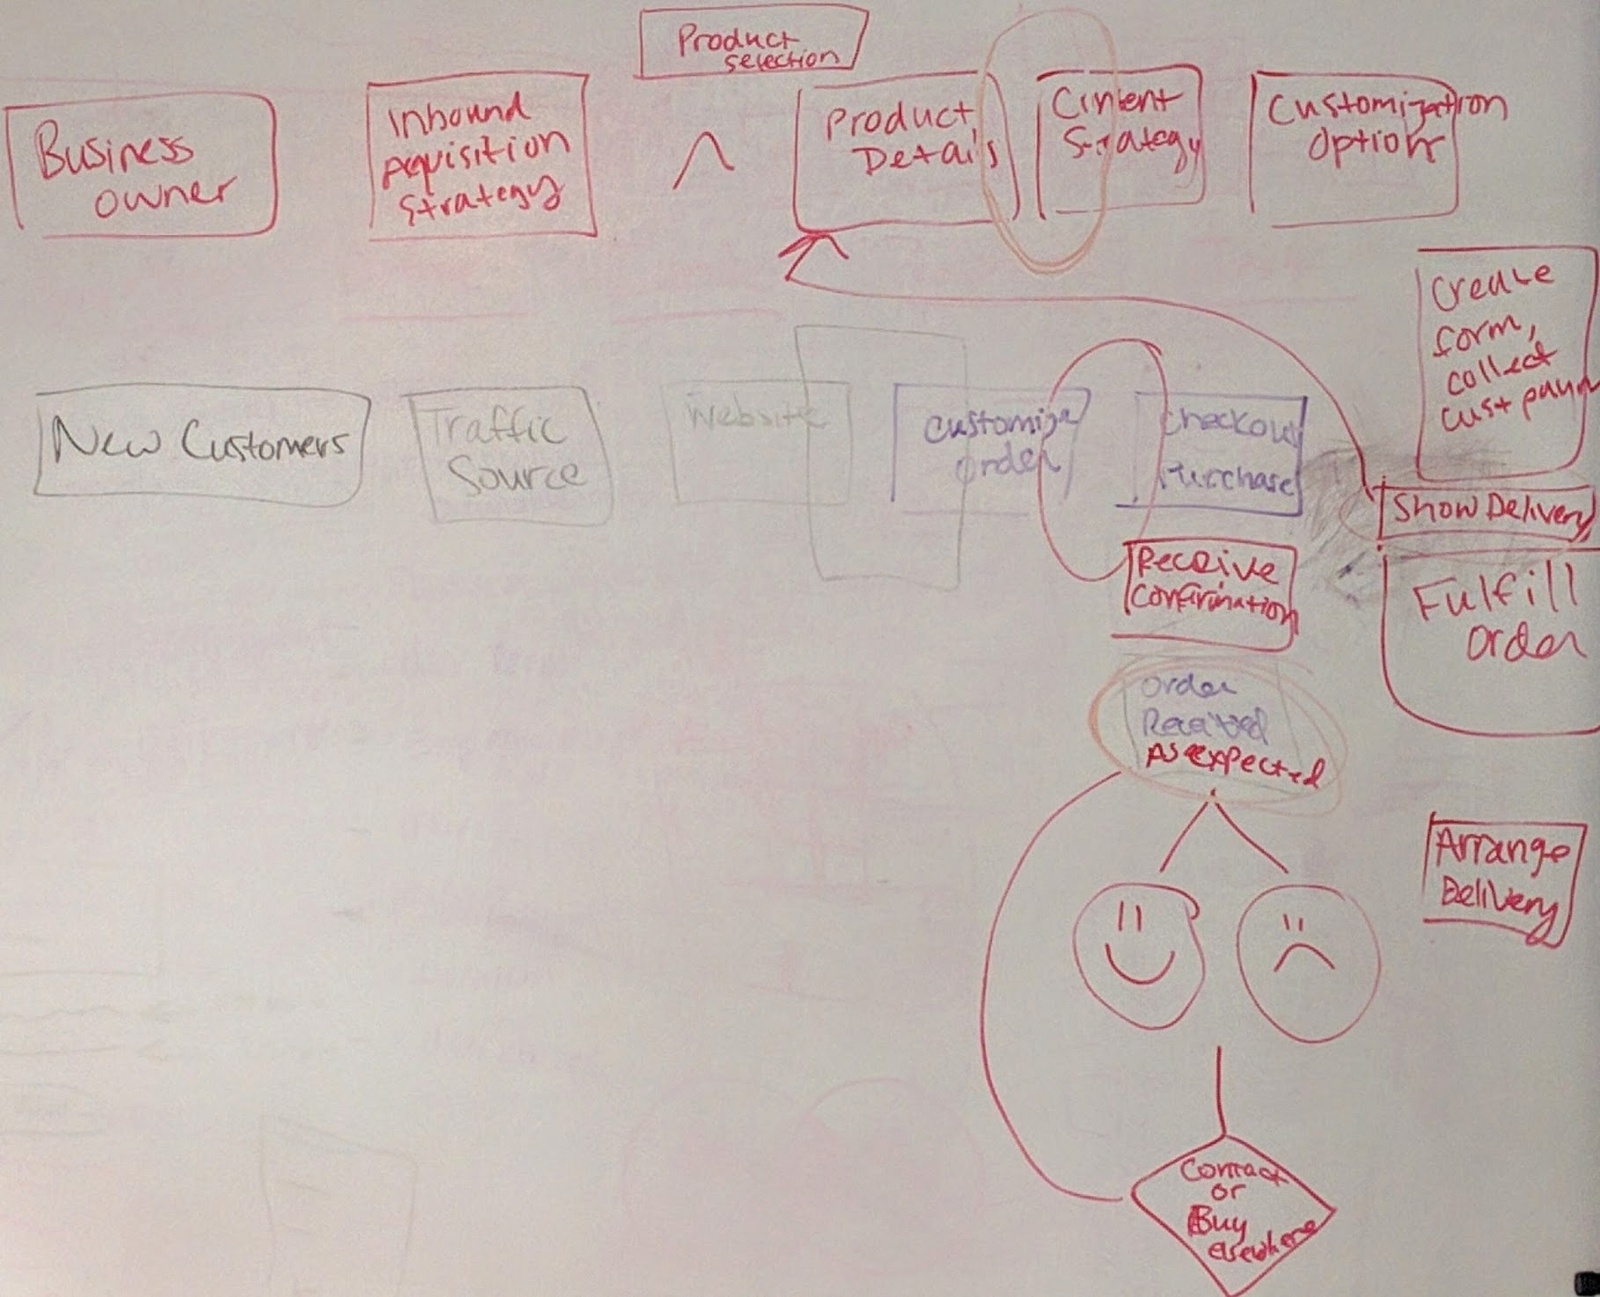 Product
selection
Business
owner
Inbound
Acquisition
Strategy
Product
Details
Content
Strategy
Customization
Option
Create
form,
collect
cust paym
New Customers
Traffic
Source
Website
Customize
order
Checkout
Purchase
Show Delivery
Receive
Confirmation
Fulfill
order
Order
Received
As expected
Arrange
Delivery
Contact
or
Buy
elsewhere